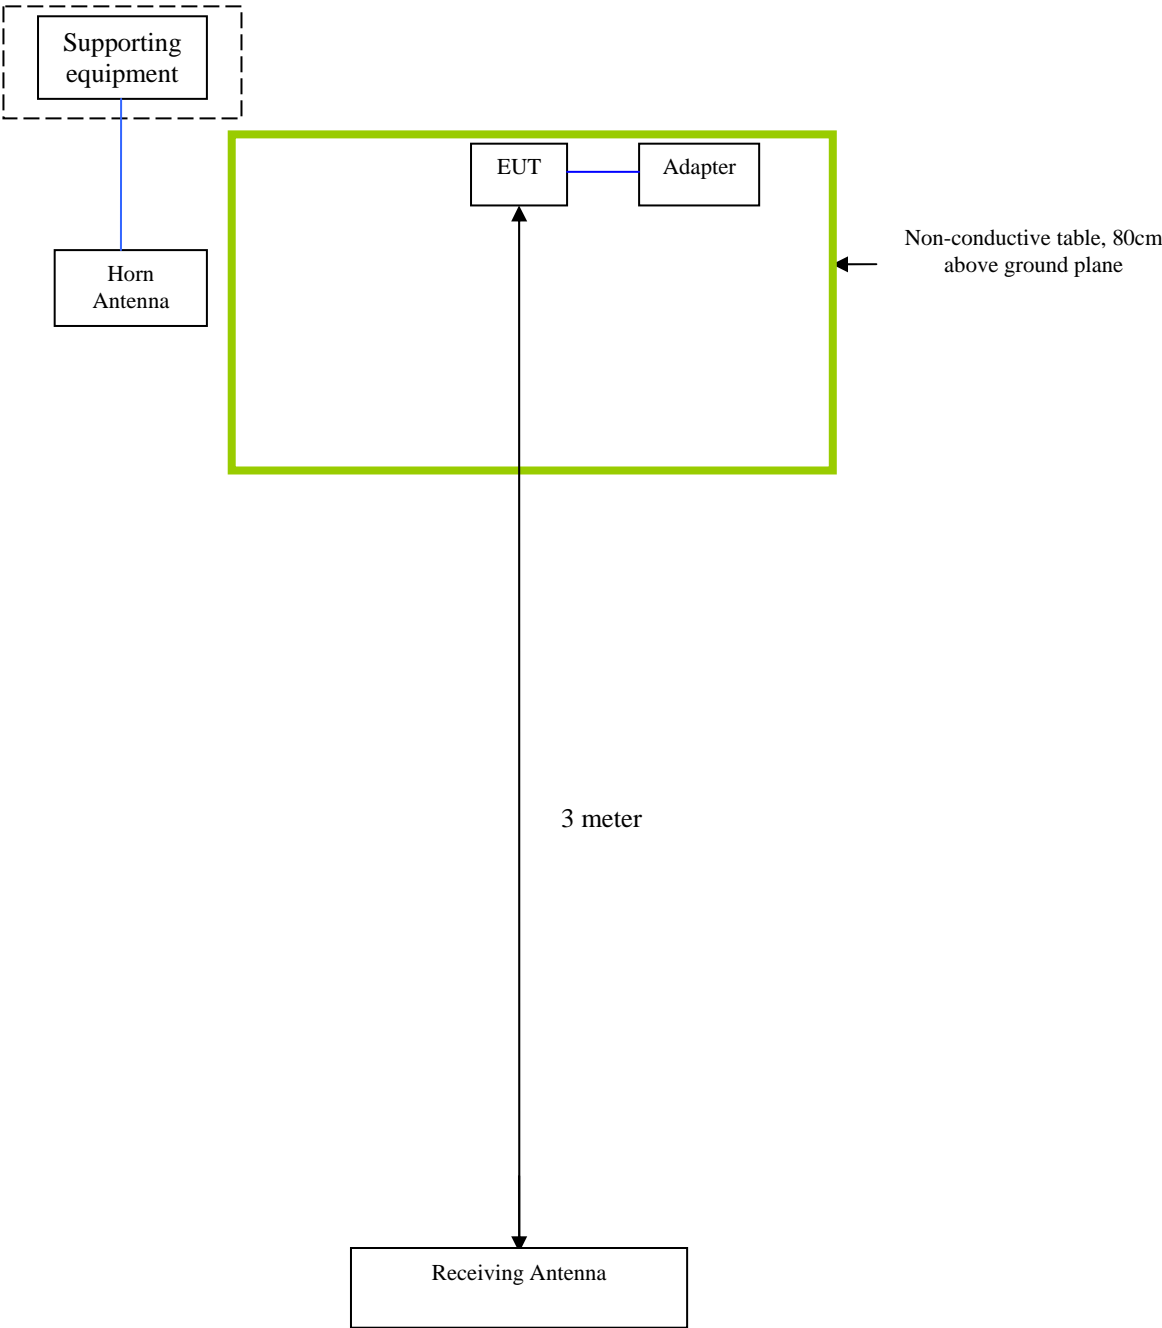 Supporting
equipment
EUT
Adapter
Non-conductive table, 80cm
above ground plane
Horn
Antenna
3 meter
Receiving Antenna